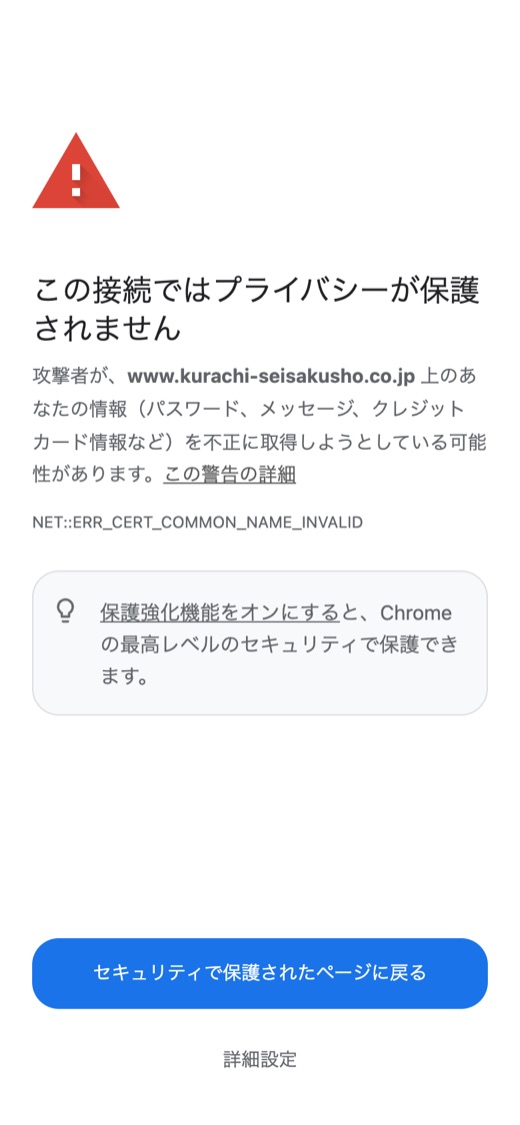 この接続ではプライバシーが保護
されません
攻撃者が、www.kurachi-seisakusho.co.jp 上のあ
なたの情報（パスワード、メッセージ、クレジット
カード情報など）を不正に取得しようとしている可能
性があります。この警告の詳細
NET::ERR_CERT_COMMON_NAME_INVALID
保護強化機能をオンにすると、Chrome
の最高レベルのセキュリティで保護でき
ます。
セキュリティで保護されたページに戻る
詳細設定